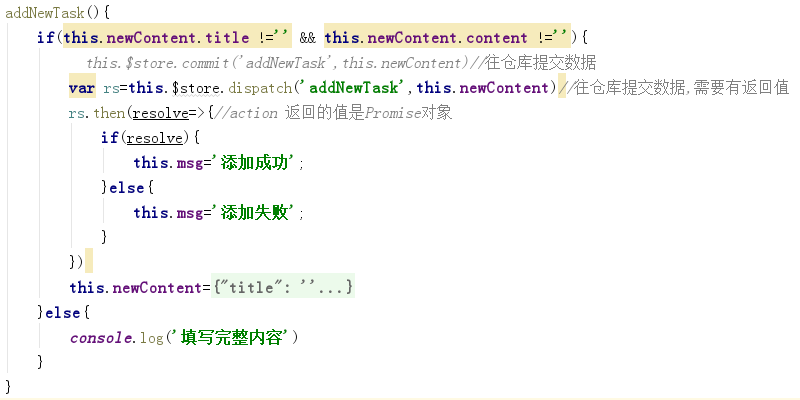 addNewTask(){
if(this.newContent.title !='' && this.newContent.content !=''){
this.$store.commit('addNewTask',this.newContent)//往仓库提交数据
var rs=this.$store.dispatch('addNewTask',this.newContent)//往仓库提交数据,需要有返回值
rs.then(resolve=>{//action 返回的值是Promise对象
if(resolve){
this.msg='添加成功';
}else{
this.msg='添加失败';
}
})
this.newContent={"title": ''...}
}else{
console.log('填写完整内容')
}
}